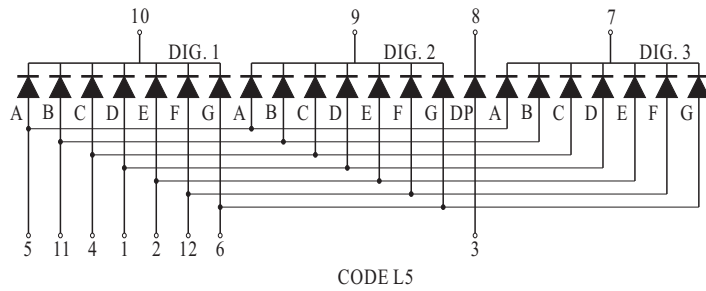 10 9 8 7
DIG. 1 DIG. 2 DIG. 3
A B C D E F G A B C D E F G DP A B C D E F G
5 11 4 1 2 12 6 3
CODE L5